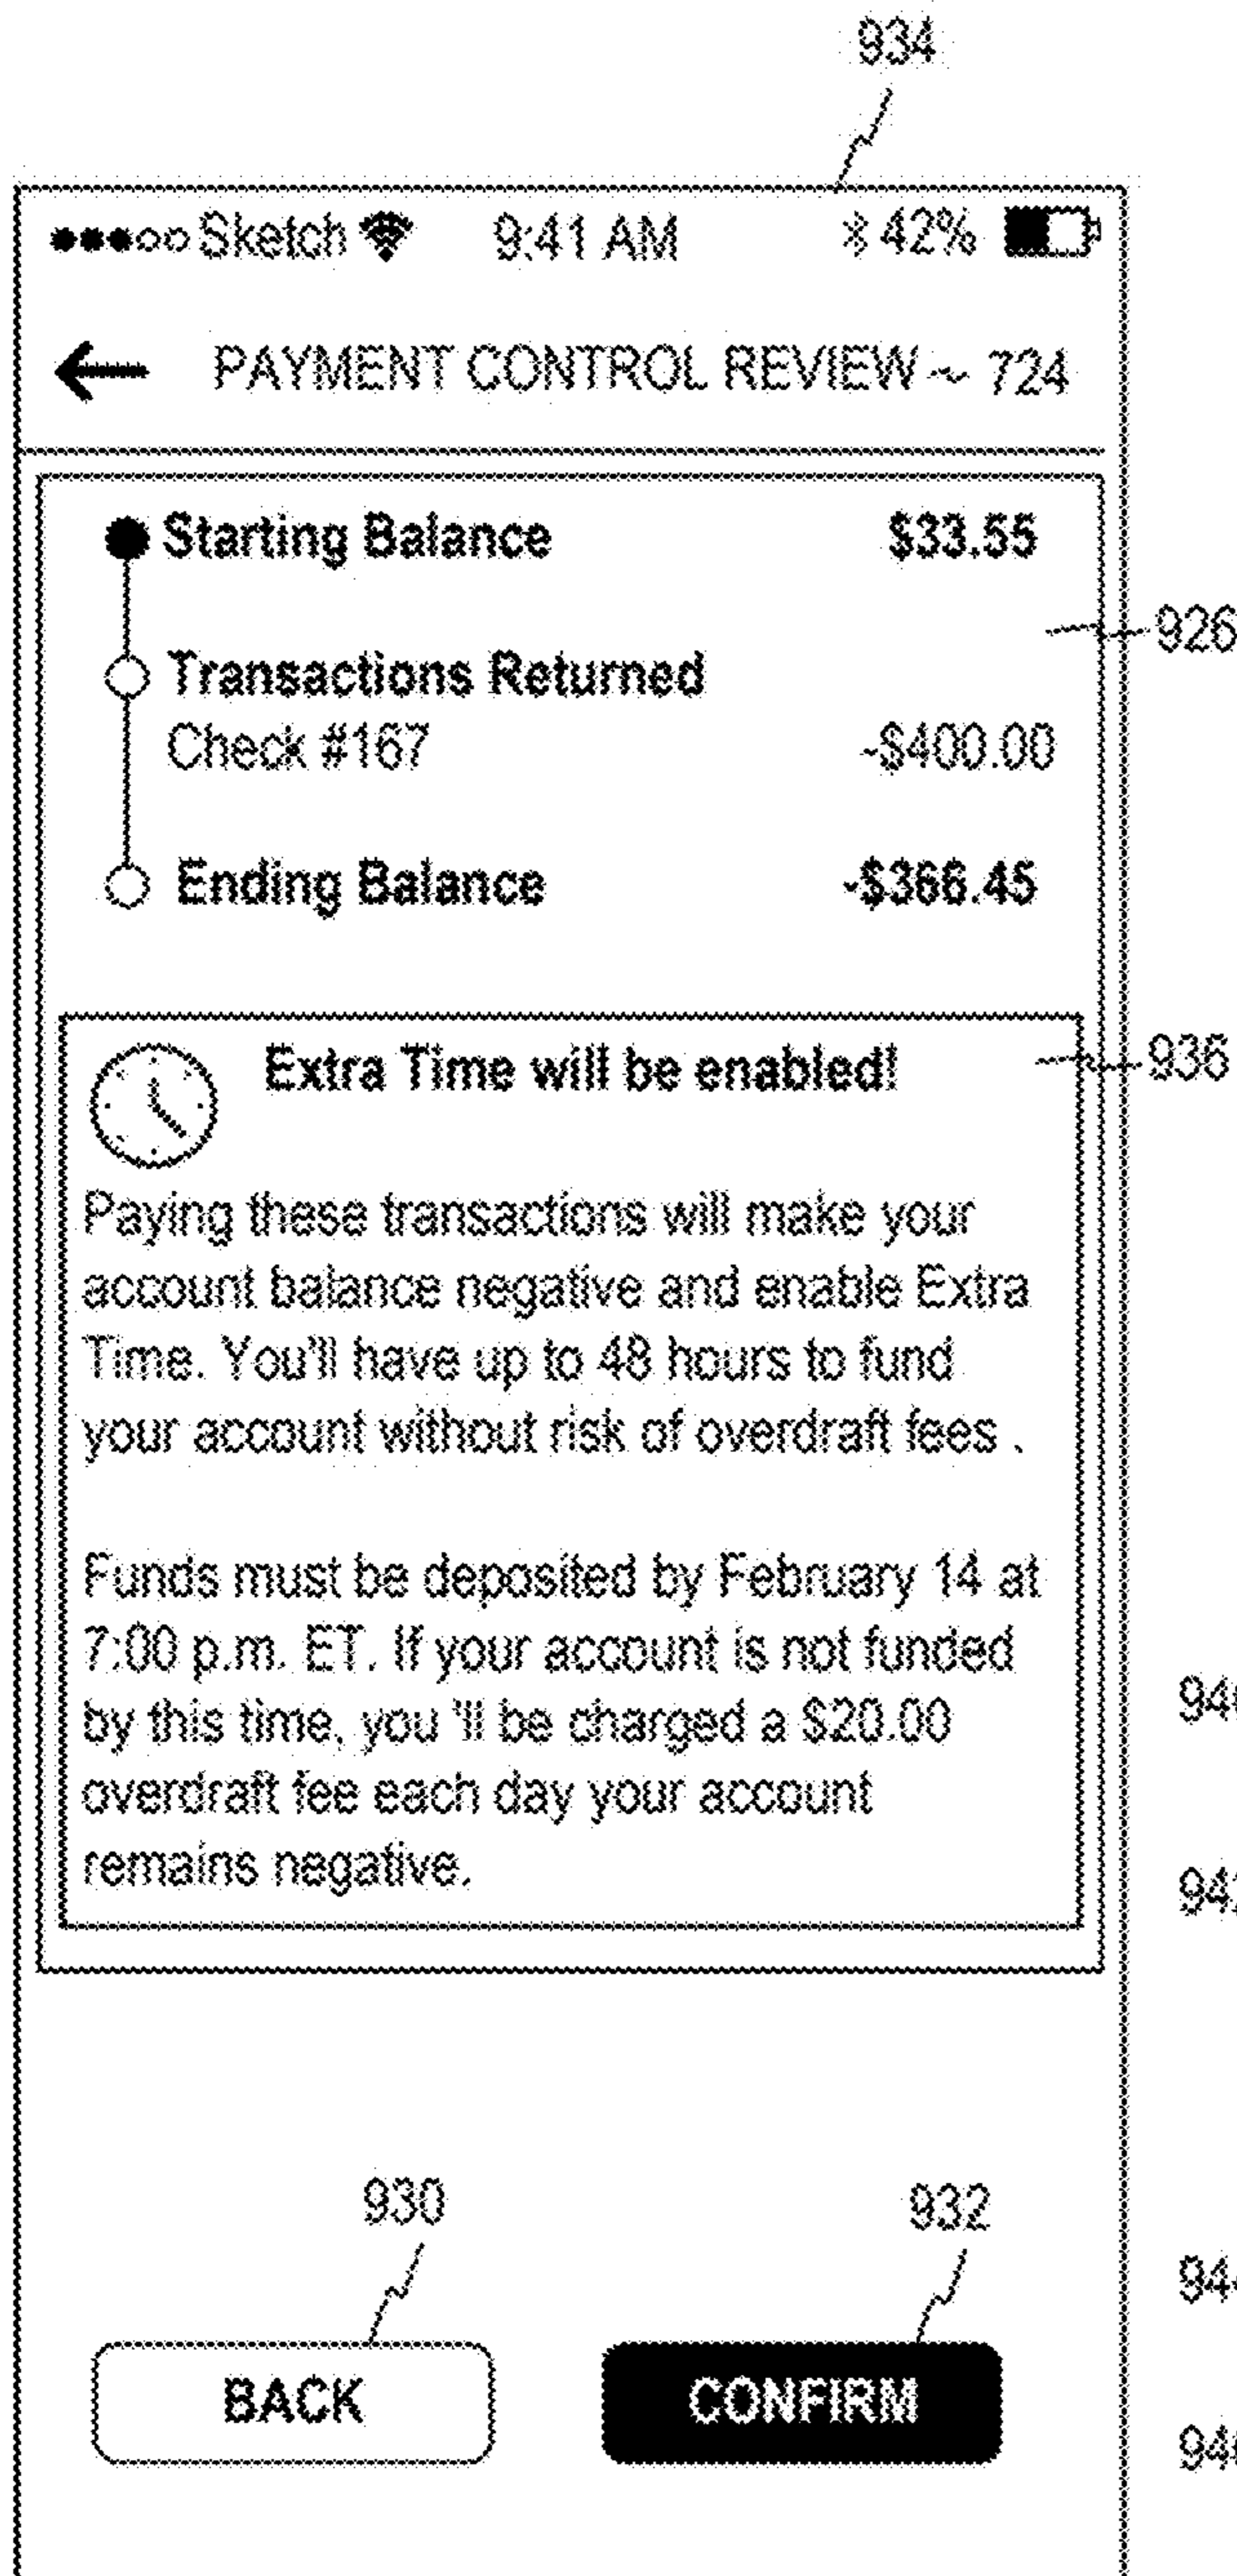 934
Sketch 9:41 AM 42%
PAYMENT CONTROL REVIEW ~ 724
Starting Balance $33.55
926
Transactions Returned
Check #167 -$400.00
Ending Balance -$366.45
Extra Time will be enabled!
936
Paying these transactions will make your
account balance negative and enable Extra
Time. You'll have up to 48 hours to fund
your account without risk of overdraft fees .
Funds must be deposited by February 14 at
7:00 p.m. ET. If your account is not funded
by this time, you 'll be charged a $20.00
overdraft fee each day your account
remains negative.
930 932
BACK CONFIRM